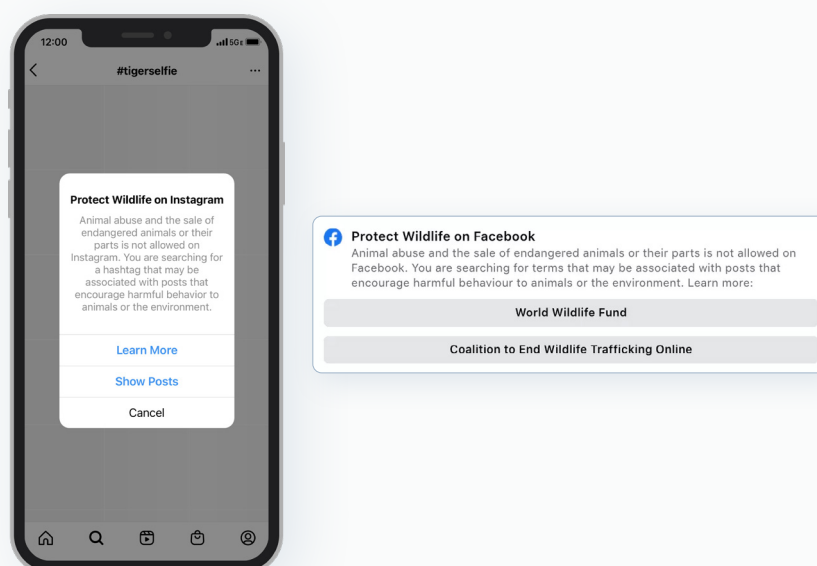 12:00
5G
#tigerselfie
...
Protect Wildlife on Instagram
Animal abuse and the sale of
endangered animals or their
parts is not allowed on
Instagram. You are searching for
a hashtag that may be
associated with posts that
encourage harmful behavior to
animals or the environment.
Learn More
Show Posts
Cancel
Protect Wildlife on Facebook
Animal abuse and the sale of endangered animals or their parts is not allowed on
Facebook. You are searching for terms that may be associated with posts that
encourage harmful behaviour to animals or the environment. Learn more:
World Wildlife Fund
Coalition to End Wildlife Trafficking Online